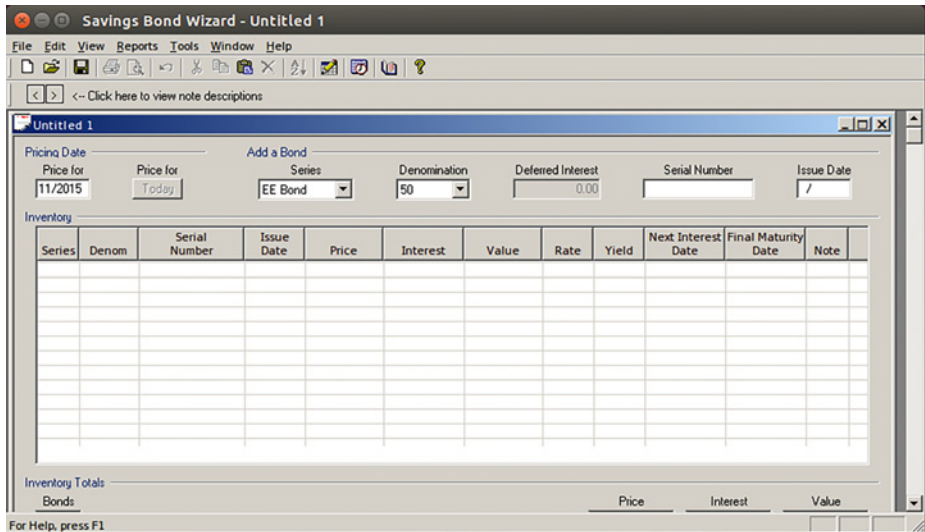 Savings Bond Wizard - Untitled 1
File Edit View Reports Tools Window Help
< > <-- Click here to view note descriptions
Untitled 1
Pricing Date Add a Bond
Price for Price for Series Denomination Deferred Interest Serial Number Issue Date
11/2015 Today EE Bond 50 0.00 /
Inventory
Series Denom Serial Number Issue Date Price Interest Value Rate Yield Next Interest Date Final Maturity Date Note
Inventory Totals
Bonds Price Interest Value
For Help, press F1